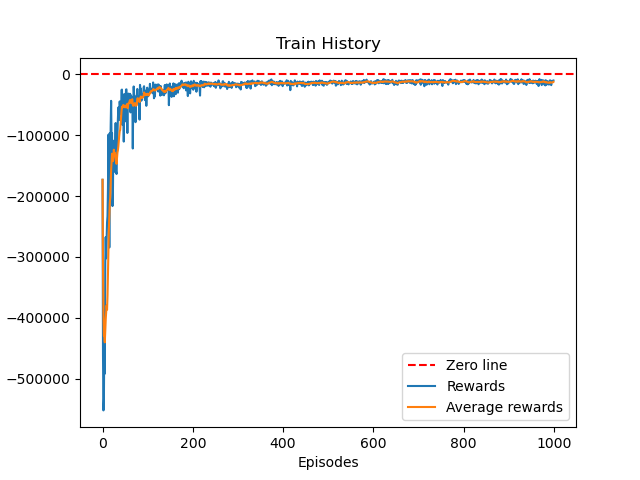 Train History
0
−100000
−200000
−300000
−400000
−500000
0 200 400 600 800 1000
Episodes
Zero line
Rewards
Average rewards